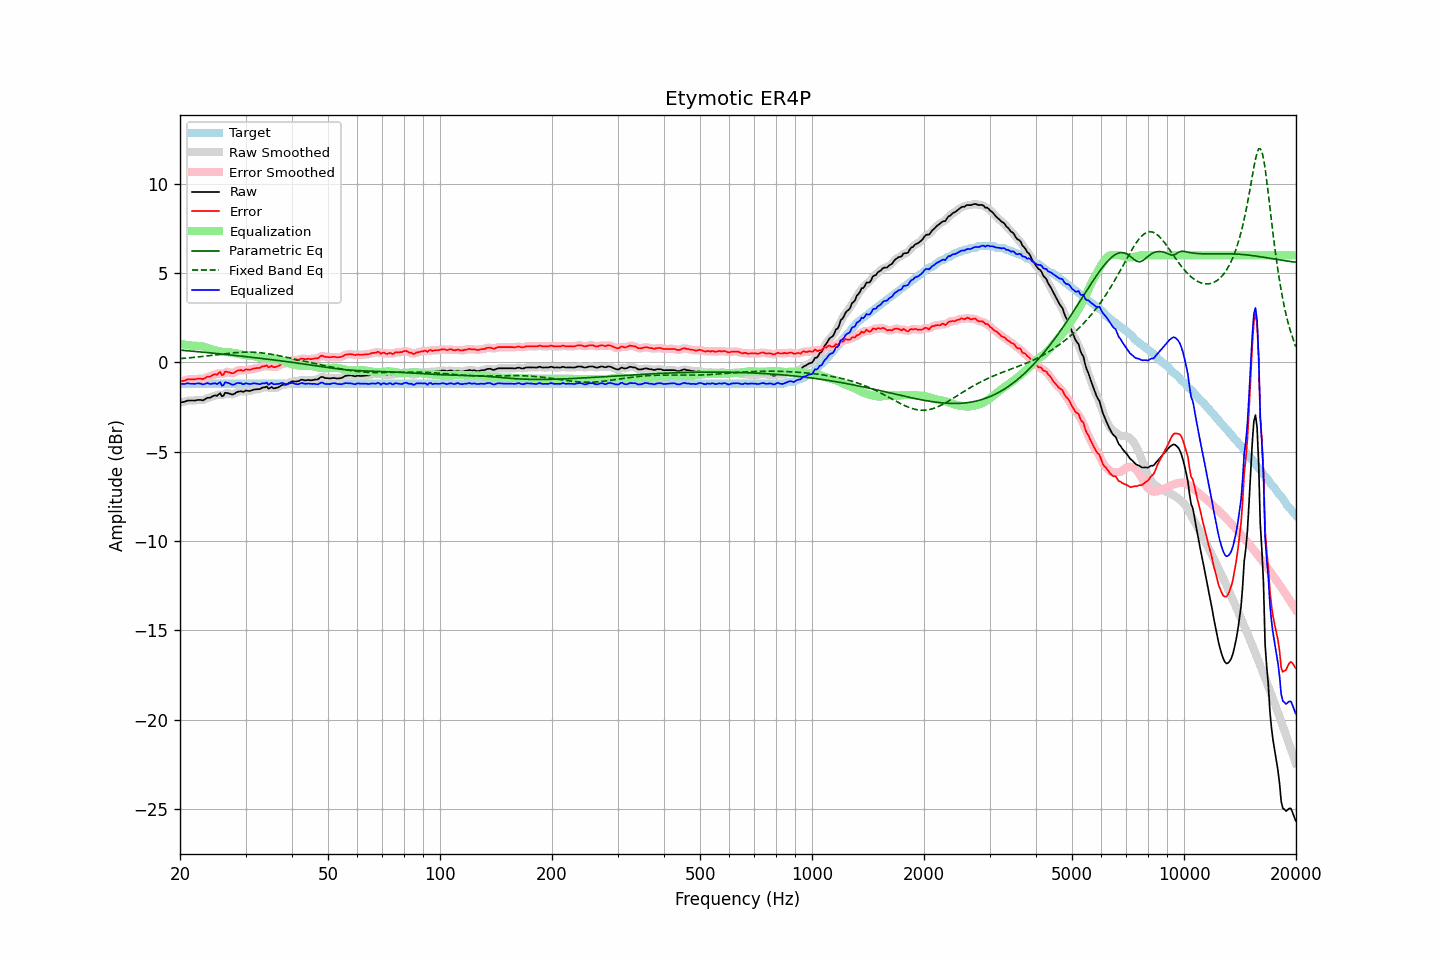 Etymotic ER4P
Target
Raw Smoothed
Error Smoothed
Raw
Error
Equalization
Parametric Eq
Fixed Band Eq
Equalized
10
5
0
−5
−10
−15
−20
−25
Amplitude (dBr)
20 50 100 200 500 1000 2000 5000 10000 20000
Frequency (Hz)